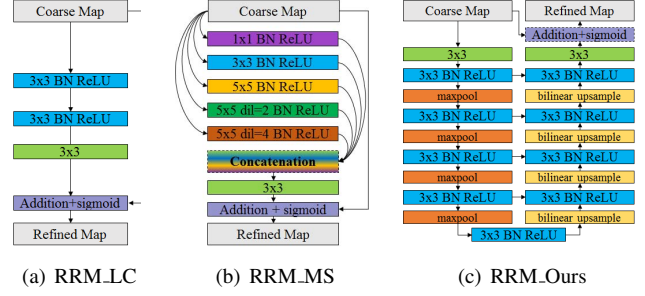 Coarse Map
3x3 BN ReLU
3x3 BN ReLU
3x3
Addition+sigmoid
Refined Map
(a) RRM_LC
Coarse Map
1x1 BN ReLU
3x3 BN ReLU
5x5 BN ReLU
5x5 dil=2 BN ReLU
5x5 dil=4 BN ReLU
Concatenation
3x3
Addition + sigmoid
Refined Map
(b) RRM_MS
Coarse Map
Refined Map
Addition+sigmoid
3x3
3x3
3x3 BN ReLU
3x3 BN ReLU
maxpool
bilinear upsample
3x3 BN ReLU
3x3 BN ReLU
maxpool
bilinear upsample
3x3 BN ReLU
3x3 BN ReLU
maxpool
bilinear upsample
3x3 BN ReLU
3x3 BN ReLU
maxpool
bilinear upsample
3x3 BN ReLU
(c) RRM_Ours